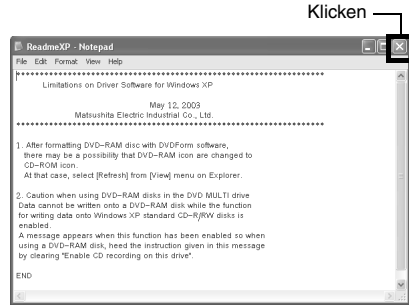 Klicken
ReadmeXP - Notepad
File Edit Format View Help
************************************************************************
Limitations on Driver Software for Windows XP
May 12, 2003
Matsushita Electric Industrial Co., Ltd.
************************************************************************
1. After formatting DVD-RAM disc with DVDForm software,
there may be a possibility that DVD-RAM icon are changed to
CD-ROM icon.
At that case, select [Refresh] from [View] menu on Explorer.
2. Caution when using DVD-RAM disks in the DVD MULTI drive
Data cannot be written onto a DVD-RAM disk while the function
for writing data onto Windows XP standard CD-R/RW disks is
enabled.
A message appears when this function has been enabled so when
using a DVD-RAM disk, heed the instruction given in this message
by clearing "Enable CD recording on this drive".
END